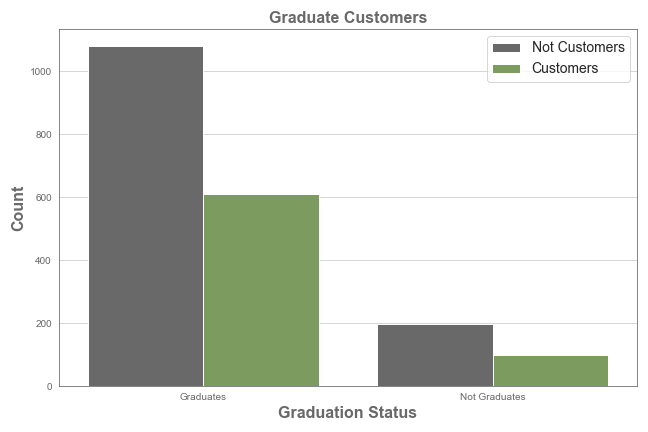 Graduate Customers
Not Customers
Customers
1000
800
600
400
200
0
Count
Graduates
Not Graduates
Graduation Status